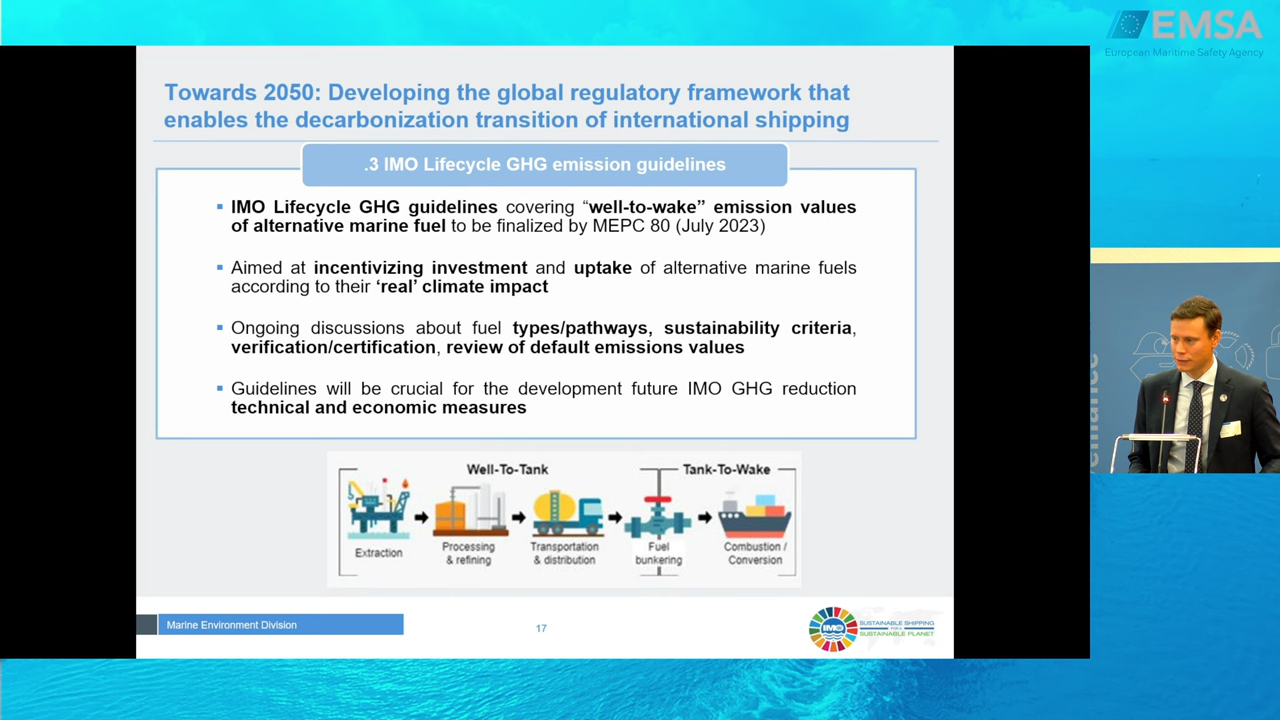 EMSA
European Maritime Safety Agency
Towards 2050: Developing the global regulatory framework that
enables the decarbonization transition of international shipping
.3 IMO Lifecycle GHG emission guidelines
▪ IMO Lifecycle GHG guidelines covering “well-to-wake” emission values
of alternative marine fuel to be finalized by MEPC 80 (July 2023)
▪ Aimed at incentivizing investment and uptake of alternative marine fuels
according to their ‘real’ climate impact
▪ Ongoing discussions about fuel types/pathways, sustainability criteria,
verification/certification, review of default emissions values
▪ Guidelines will be crucial for the development future IMO GHG reduction
technical and economic measures
Well-To-Tank
Tank-To-Wake
Extraction
Processing
& refining
Transportation
& distribution
Fuel
bunkering
Combustion /
Conversion
Marine Environment Division
17
IMO
SUSTAINABLE SHIPPING
FOR A
SUSTAINABLE PLANET